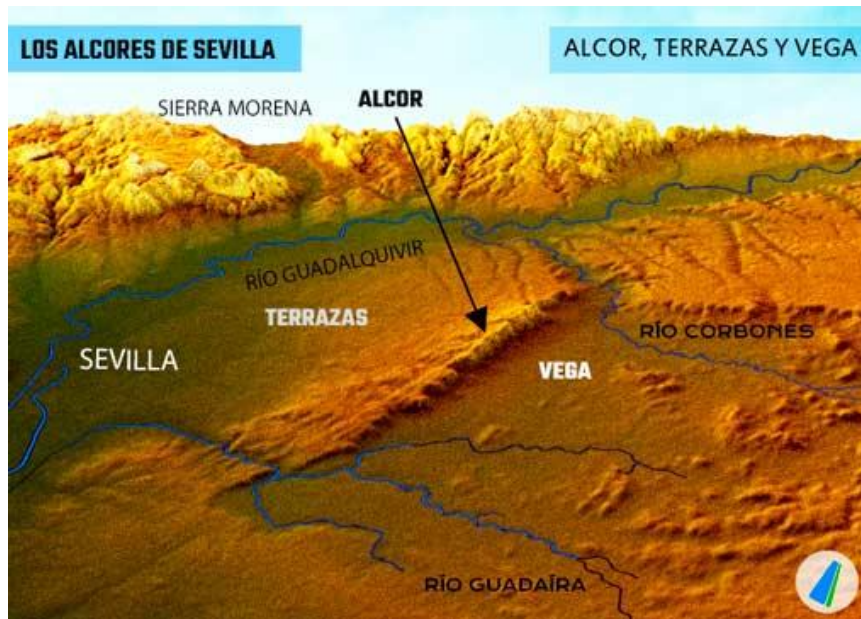 LOS ALCORES DE SEVILLA
ALCOR, TERRAZAS Y VEGA
SIERRA MORENA
ALCOR
RÍO GUADALQUIVIR
TERRAZAS
RÍO CORBONES
SEVILLA
VEGA
RÍO GUADAÍRA